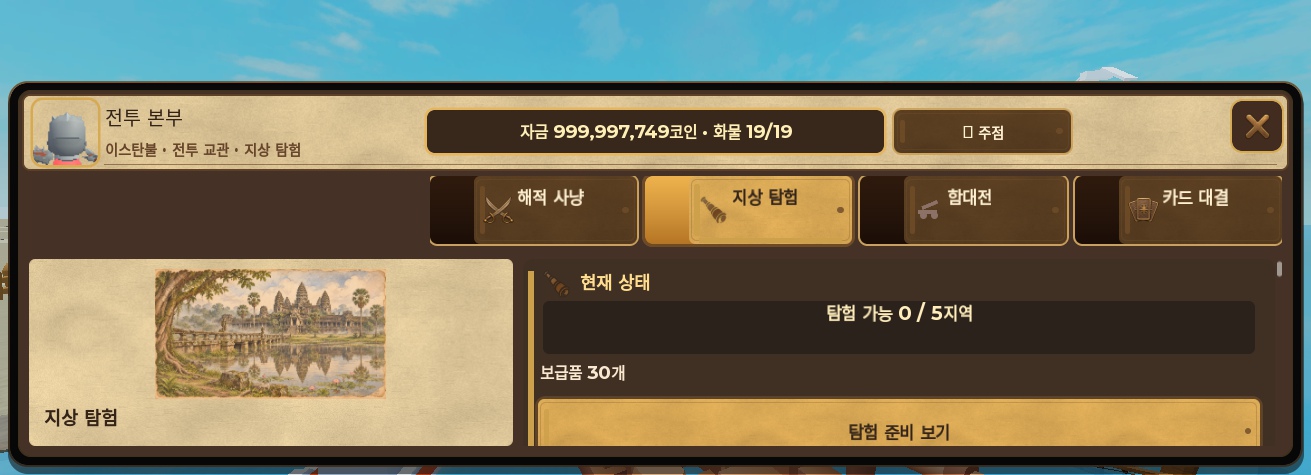 전투 본부
이스탄불 • 전투 교관 • 지상 탐험
자금 999,997,749코인 • 화물 19/19
주점
해적 사냥
지상 탐험
함대전
카드 대결
지상 탐험
현재 상태
탐험 가능 0 / 5지역
보급품 30개
탐험 준비 보기